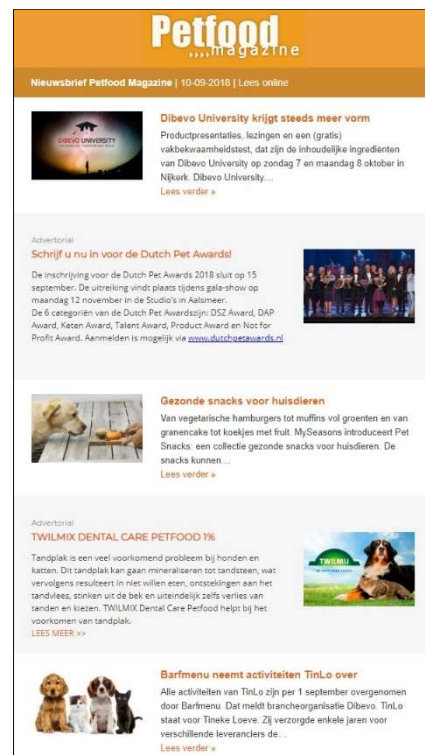 Petfood
....magazine
Nieuwsbrief Petfood Magazine | 10-09-2018 | Lees online
DIBEVO UNIVERSITY
Dibevo University krijgt steeds meer vorm
Productpresentaties, lezingen en een (gratis)
vakbekwaamheidstest, dat zijn de inhoudelijke ingrediënten
van Dibevo University op zondag 7 en maandag 8 oktober in
Nijkerk. Dibevo University....
Lees verder »
Advertorial
Schrijf u nu in voor de Dutch Pet Awards!
De inschrijving voor de Dutch Pet Awards 2018 sluit op 15
september. De uitreiking vindt plaats tijdens gala-show op
maandag 12 november in de Studio's in Aalsmeer.
De 6 categoriën van de Dutch Pet Awardszijn: DSZ Award, DAP
Award, Keten Award, Talent Award, Product Award en Not for
Profit Award. Aanmelden is mogelijk via www.dutchpetawards.nl
Gezonde snacks voor huisdieren
Van vegetarische hamburgers tot muffins vol groenten en van
granencake tot koekjes met fruit. MySeasons introduceert Pet
Snacks: een collectie gezonde snacks voor huisdieren. De
snacks kunnen....
Lees verder »
Advertorial
TWILMIX DENTAL CARE PETFOOD 1%
Tandplak is een veel voorkomend probleem bij honden en
katten. Dit tandplak kan gaan mineraliseren tot tandsteen, wat
vervolgens resulteert in niet willen eten, ontstekingen aan het
tandvlees, stinken uit de bek en uiteindelijk zelfs verlies van
tanden en kiezen. TWILMIX Dental Care Petfood helpt bij het
voorkomen van tandplak.
LEES MEER >>
TWILMIJ
Barfmenu neemt activiteiten TinLo over
Alle activiteiten van TinLo zijn per 1 september overgenomen
door Barfmenu. Dat meldt brancheorganisatie Dibevo. TinLo
staat voor Tineke Loeve. Zij verzorgde enkele jaren voor
verschillende leveranciers de....
Lees verder »